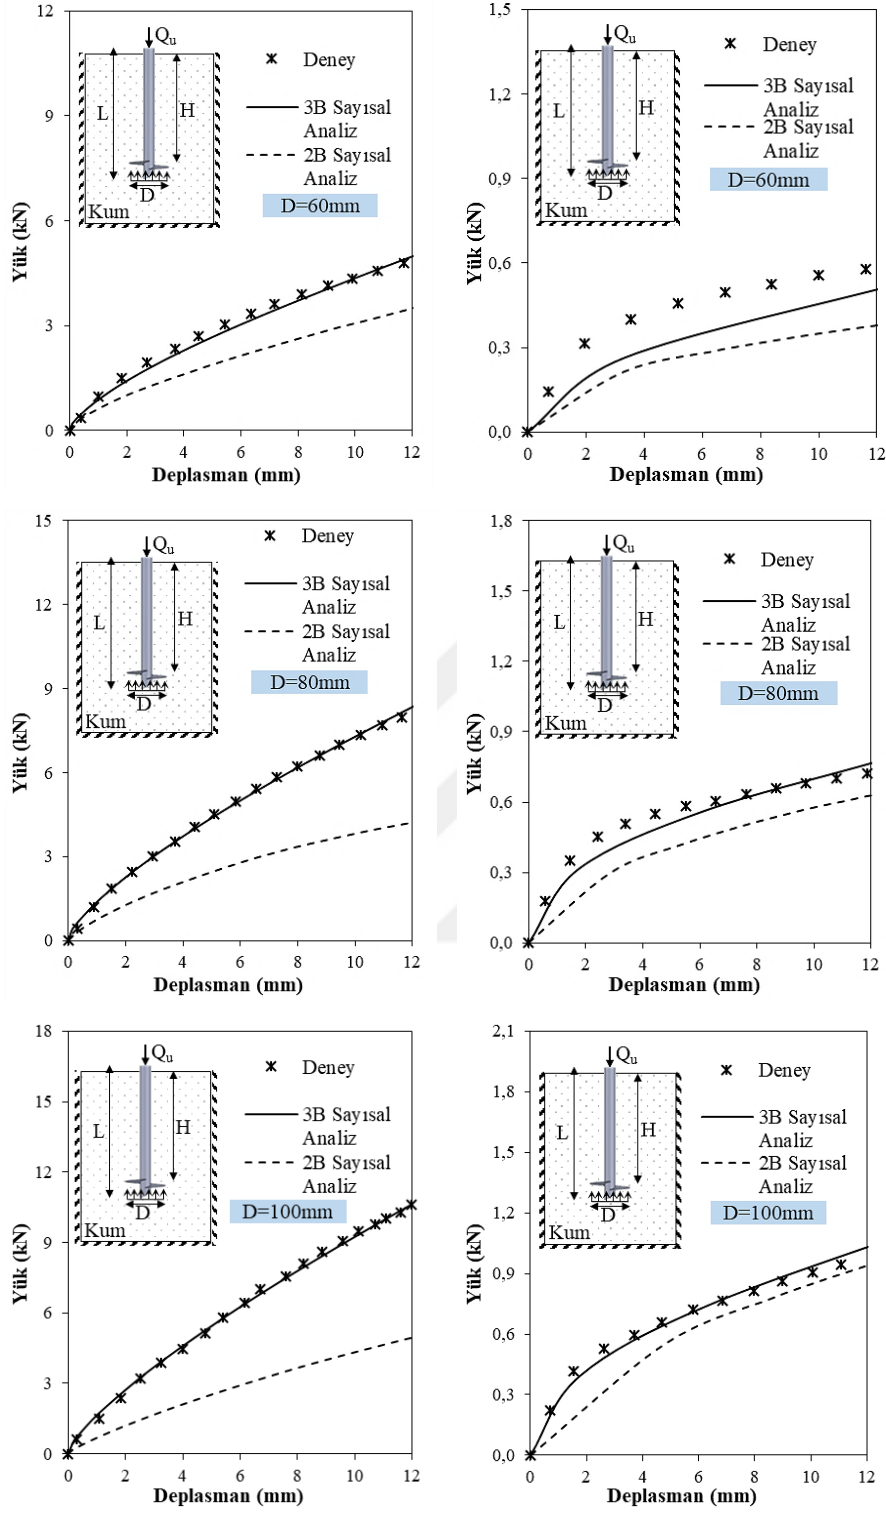 12
9
6
3
0
0 2 4 6 8 10 12
Yük (kN)
Deplasman (mm)
Qu
L
H
D
Kum
Deney
3B Sayısal
Analiz
2B Sayısal
Analiz
D=60mm
1,5
1,2
0,9
0,6
0,3
0,0
0 2 4 6 8 10 12
Yük (kN)
Deplasman (mm)
Qu
L
H
D
Kum
Deney
3B Sayısal
Analiz
2B Sayısal
Analiz
D=60mm
15
12
9
6
3
0
0 2 4 6 8 10 12
Yük (kN)
Deplasman (mm)
Qu
L
H
D
Kum
Deney
3B Sayısal
Analiz
2B Sayısal
Analiz
D=80mm
1,8
1,5
1,2
0,9
0,6
0,3
0,0
0 2 4 6 8 10 12
Yük (kN)
Deplasman (mm)
Qu
L
H
D
Kum
Deney
3B Sayısal
Analiz
2B Sayısal
Analiz
D=80mm
18
15
12
9
6
3
0
0 2 4 6 8 10 12
Yük (kN)
Deplasman (mm)
Qu
L
H
D
Kum
Deney
3B Sayısal
Analiz
2B Sayısal
Analiz
D=100mm
2,1
1,8
1,5
1,2
0,9
0,6
0,3
0,0
0 2 4 6 8 10 12
Yük (kN)
Deplasman (mm)
Qu
L
H
D
Kum
Deney
3B Sayısal
Analiz
2B Sayısal
Analiz
D=100mm